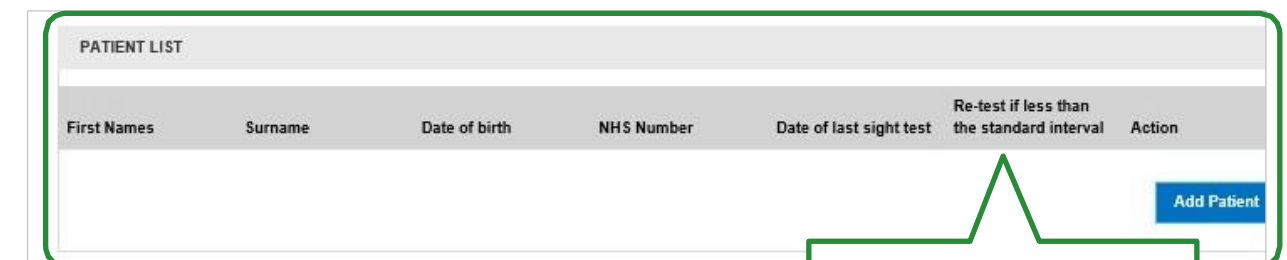 PATIENT LIST
First Names Surname Date of birth NHS Number Date of last sight test Re-test if less than
the standard interval Action
Add Patient